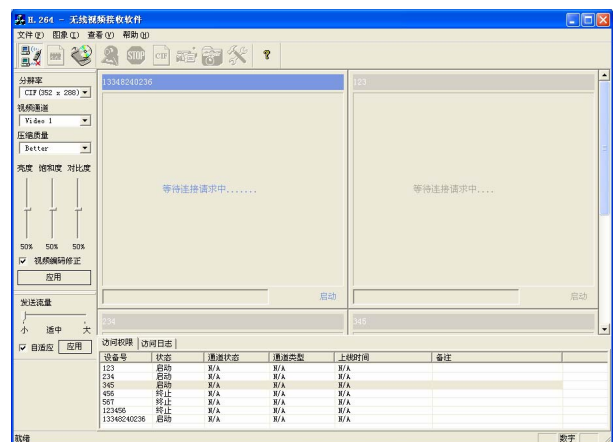 H.264 - 无线视频接收软件
文件(F) 图象(I) 查看(V) 帮助(H)
STOP CIF ?
分辨率
CIF(352 x 288)
视频通道
Video 1
压缩质量
Better
亮度 饱和度 对比度
50% 50% 50%
视频编码修正
应用
发送流量
小 适中 大
自适应 应用
13348240236
等待连接请求中.......
启动
123
等待连接请求中....
启动
234
345
访问权限 访问日志
设备号 状态 通道状态 通道类型 上线时间 备注
123 启动 N/A N/A N/A
234 启动 N/A N/A N/A
345 启动 N/A N/A N/A
456 终止 N/A N/A N/A
567 终止 N/A N/A N/A
123456 终止 N/A N/A N/A
13348240236 启动 N/A N/A N/A
就绪 数字